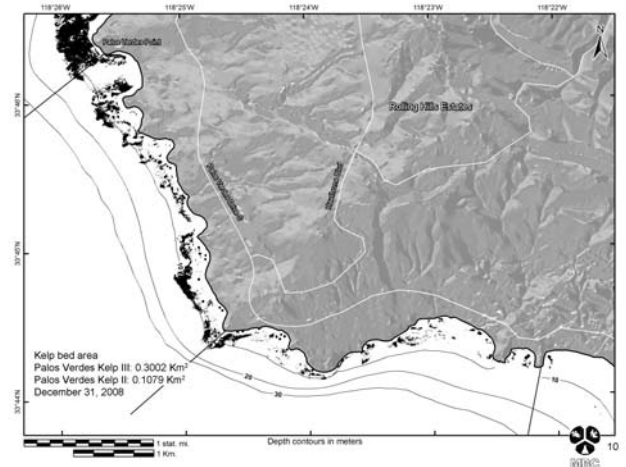 118°26'
118°25'
118°24'
118°23'
118°22'
Palos Verdes Point
N
33°46'
Rolling Hills Estates
33°45'
10
Kelp bed area
Palos Verdes Kelp III: 0.3002 Km²
Palos Verdes Kelp II: 0.1079 Km²
December 31, 2008
20
30
10
33°44'
1 stat. mi.
1 Km.
Depth contours in meters
MBC
10